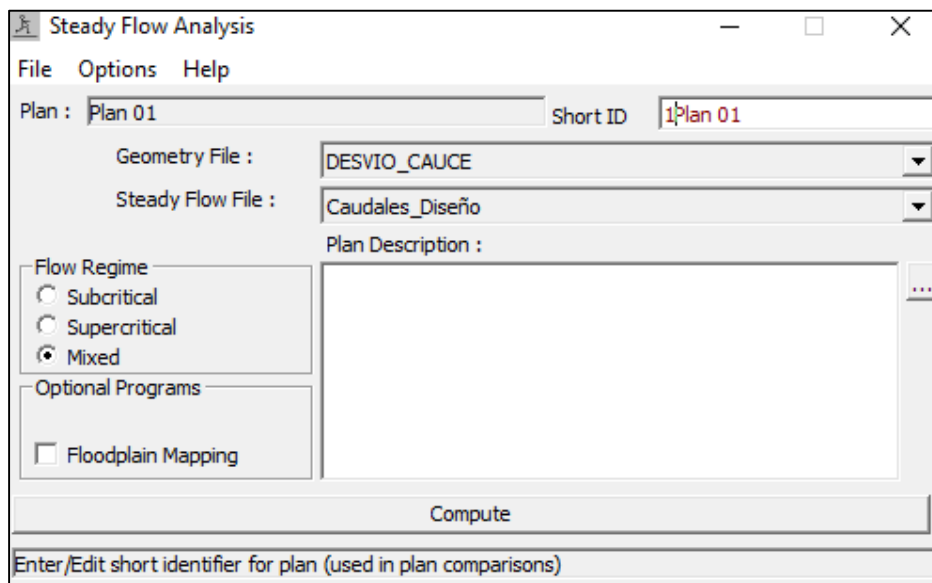 Steady Flow Analysis
File Options Help
Plan : Plan 01 Short ID 1Plan 01
Geometry File : DESVIO_CAUCE
Steady Flow File : Caudales_Diseño
Plan Description :
Flow Regime
Subcritical
Supercritical
Mixed
...
Optional Programs
Floodplain Mapping
Compute
Enter/Edit short identifier for plan (used in plan comparisons)